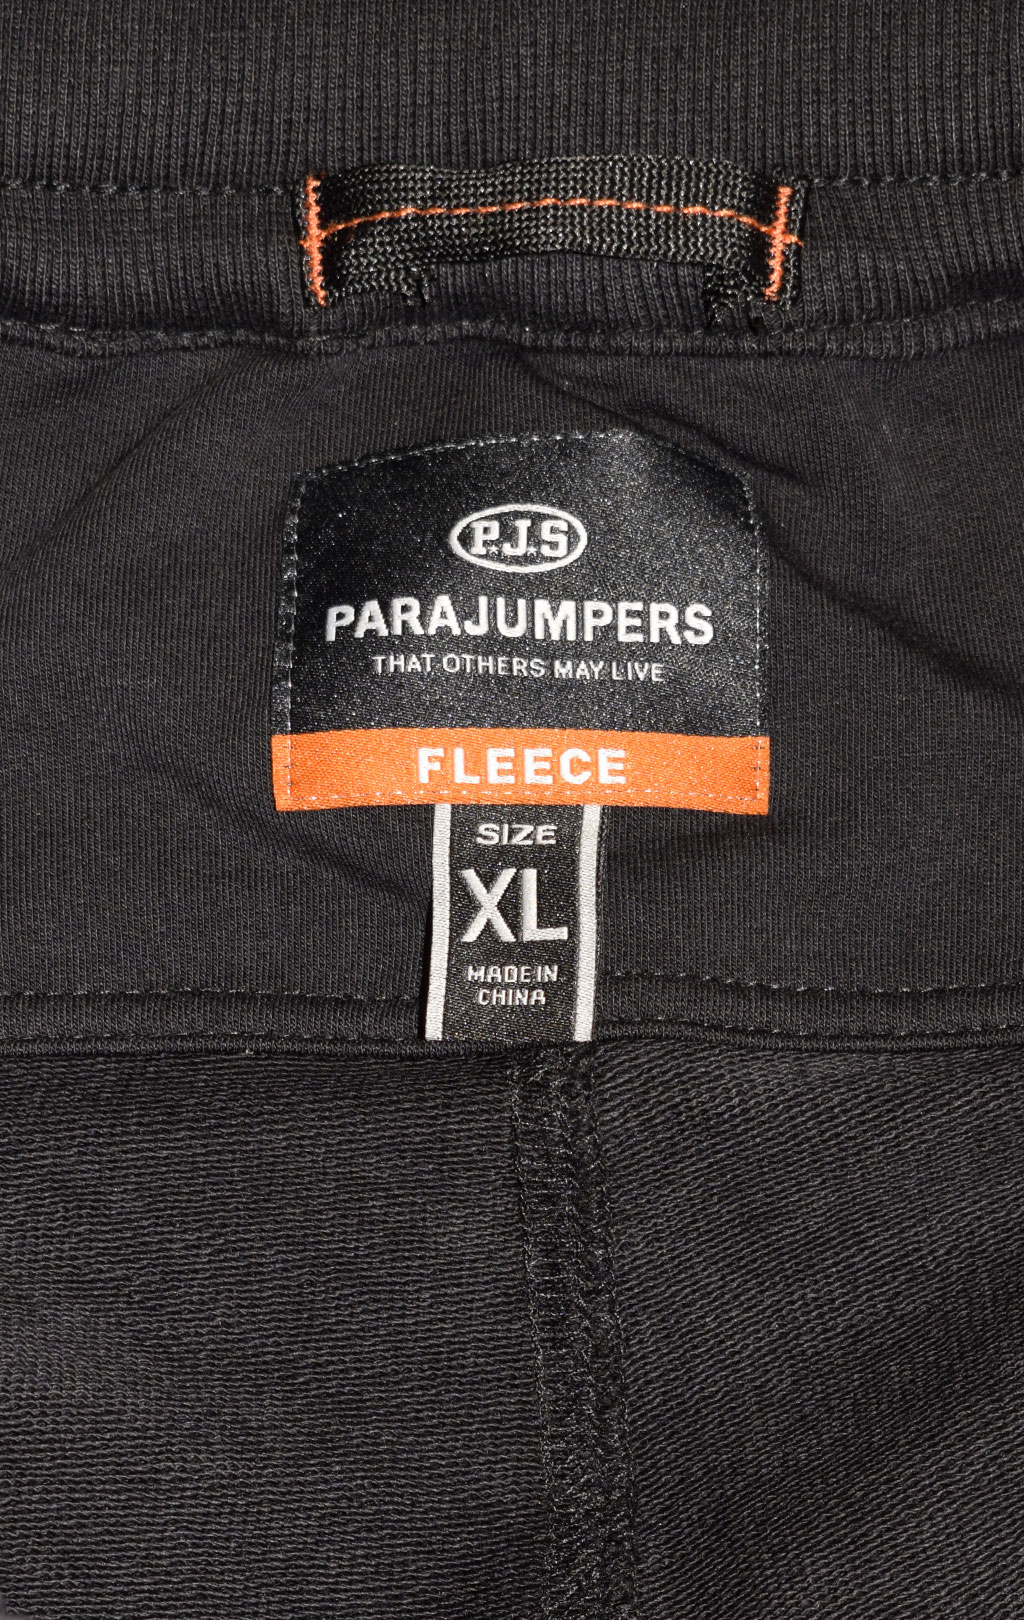 P.J.S
PARAJUMPERS
THAT OTHERS MAY LIVE
FLEECE
SIZE
XL
MADE IN
CHINA